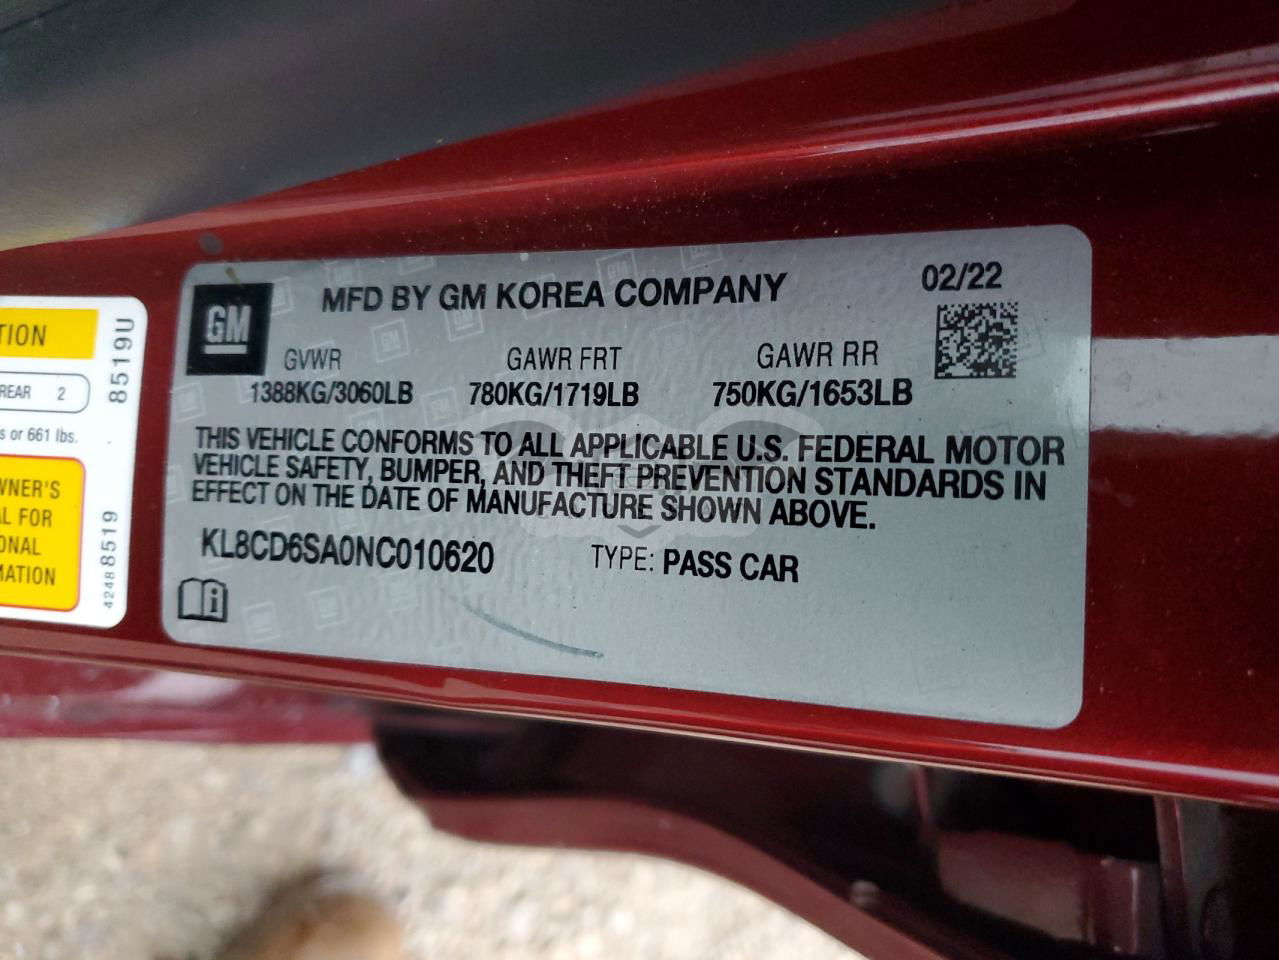 GM
MFD BY GM KOREA COMPANY
02/22
GVWR
GAWR FRT
GAWR RR
1388KG/3060LB
780KG/1719LB
750KG/1653LB
THIS VEHICLE CONFORMS TO ALL APPLICABLE U.S. FEDERAL MOTOR
VEHICLE SAFETY, BUMPER, AND THEFT PREVENTION STANDARDS IN
EFFECT ON THE DATE OF MANUFACTURE SHOWN ABOVE.
KL8CD6SA0NC010620
TYPE: PASS CAR
TION
REAR 2
s or 661 lbs.
WNER'S
AL FOR
ONAL
MATION
8519U
42488519